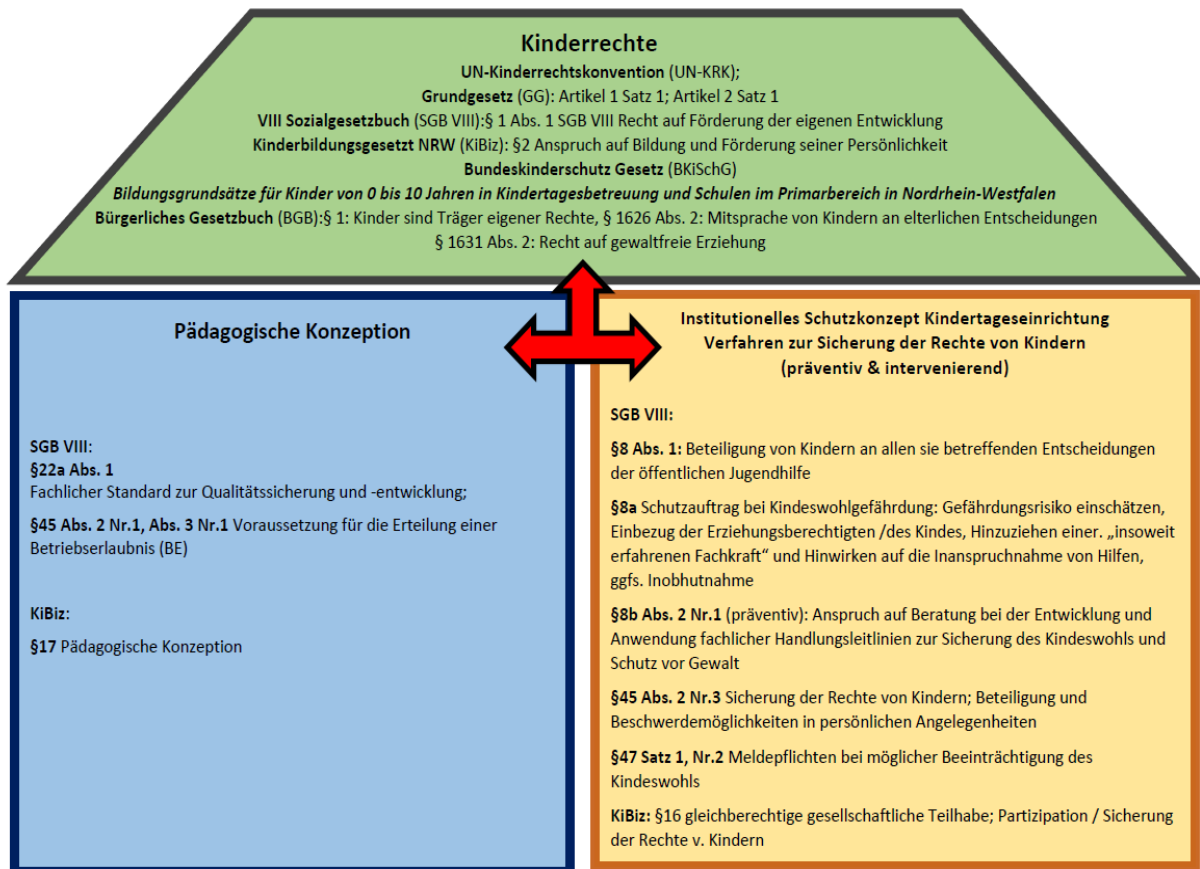 Kinderrechte
UN-Kinderrechtskonvention (UN-KRK);
Grundgesetz (GG): Artikel 1 Satz 1; Artikel 2 Satz 1
VIII Sozialgesetzbuch (SGB VIII):§ 1 Abs. 1 SGB VIII Recht auf Förderung der eigenen Entwicklung
Kinderbildungsgesetzt NRW (KiBiz): §2 Anspruch auf Bildung und Förderung seiner Persönlichkeit
Bundeskinderschutz Gesetz (BKiSchG)
Bildungsgrundsätze für Kinder von 0 bis 10 Jahren in Kindertagesbetreuung und Schulen im Primarbereich in Nordrhein-Westfalen
Bürgerliches Gesetzbuch (BGB):§ 1: Kinder sind Träger eigener Rechte, § 1626 Abs. 2: Mitsprache von Kindern an elterlichen Entscheidungen
§ 1631 Abs. 2: Recht auf gewaltfreie Erziehung
Pädagogische Konzeption
SGB VIII:
§22a Abs. 1
Fachlicher Standard zur Qualitätssicherung und -entwicklung;
§45 Abs. 2 Nr.1, Abs. 3 Nr.1 Voraussetzung für die Erteilung einer
Betriebserlaubnis (BE)
KiBiz:
§17 Pädagogische Konzeption
Institutionelles Schutzkonzept Kindertageseinrichtung
Verfahren zur Sicherung der Rechte von Kindern
(präventiv & intervenierend)
SGB VIII:
§8 Abs. 1: Beteiligung von Kindern an allen sie betreffenden Entscheidungen
der öffentlichen Jugendhilfe
§8a Schutzauftrag bei Kindeswohlgefährdung: Gefährdungsrisiko einschätzen,
Einbezug der Erziehungsberechtigten /des Kindes, Hinzuziehen einer. „insoweit
erfahrenen Fachkraft“ und Hinwirken auf die Inanspruchnahme von Hilfen,
ggfs. Inobhutnahme
§8b Abs. 2 Nr.1 (präventiv): Anspruch auf Beratung bei der Entwicklung und
Anwendung fachlicher Handlungsleitlinien zur Sicherung des Kindeswohls und
Schutz vor Gewalt
§45 Abs. 2 Nr.3 Sicherung der Rechte von Kindern; Beteiligung und
Beschwerdemöglichkeiten in persönlichen Angelegenheiten
§47 Satz 1, Nr.2 Meldepflichten bei möglicher Beeinträchtigung des
Kindeswohls
KiBiz: §16 gleichberechtige gesellschaftliche Teilhabe; Partizipation / Sicherung
der Rechte v. Kindern